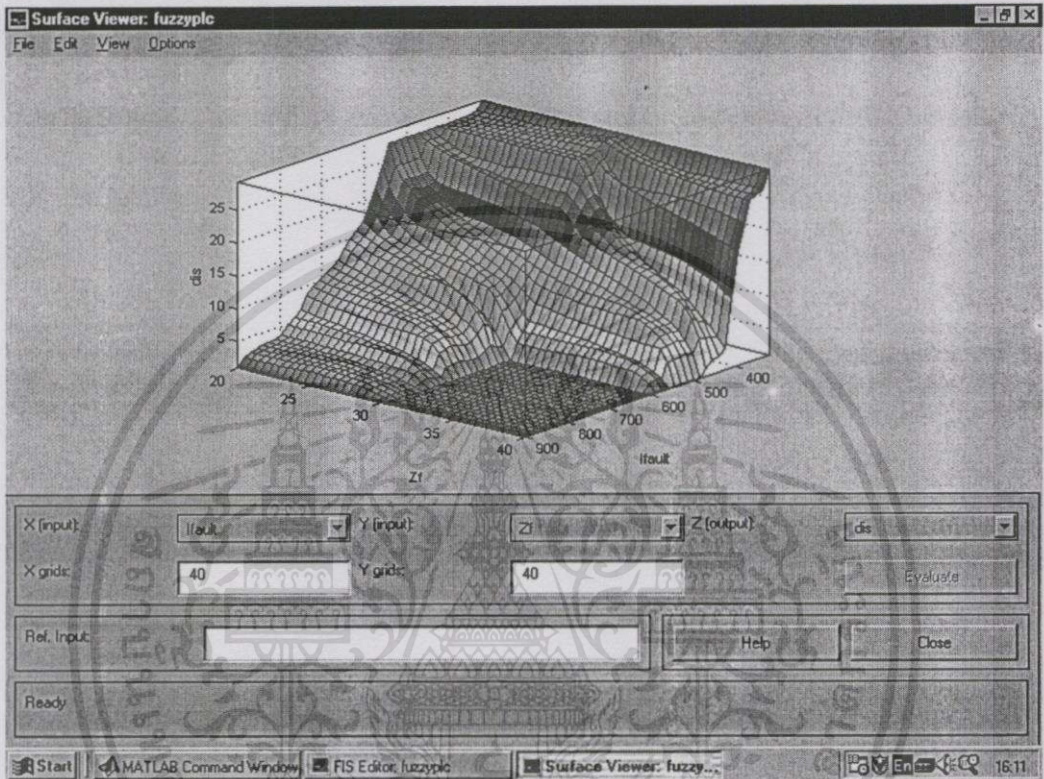 Surface Viewer: fuzzyplc
File Edit View Options
25
20
15
10
5
dis
20
25
30
35
40
Zf
900
800
700
600
500
400
Ifault
X (input): Ifault Y (input): Zf Z (output): dis
X grids: 40 Y grids: 40 Evaluate
Ref. Input: Help Close
Ready
Start MATLAB Command Window FIS Editor: fuzzyplc Surface Viewer: fuzzy... En 16:11